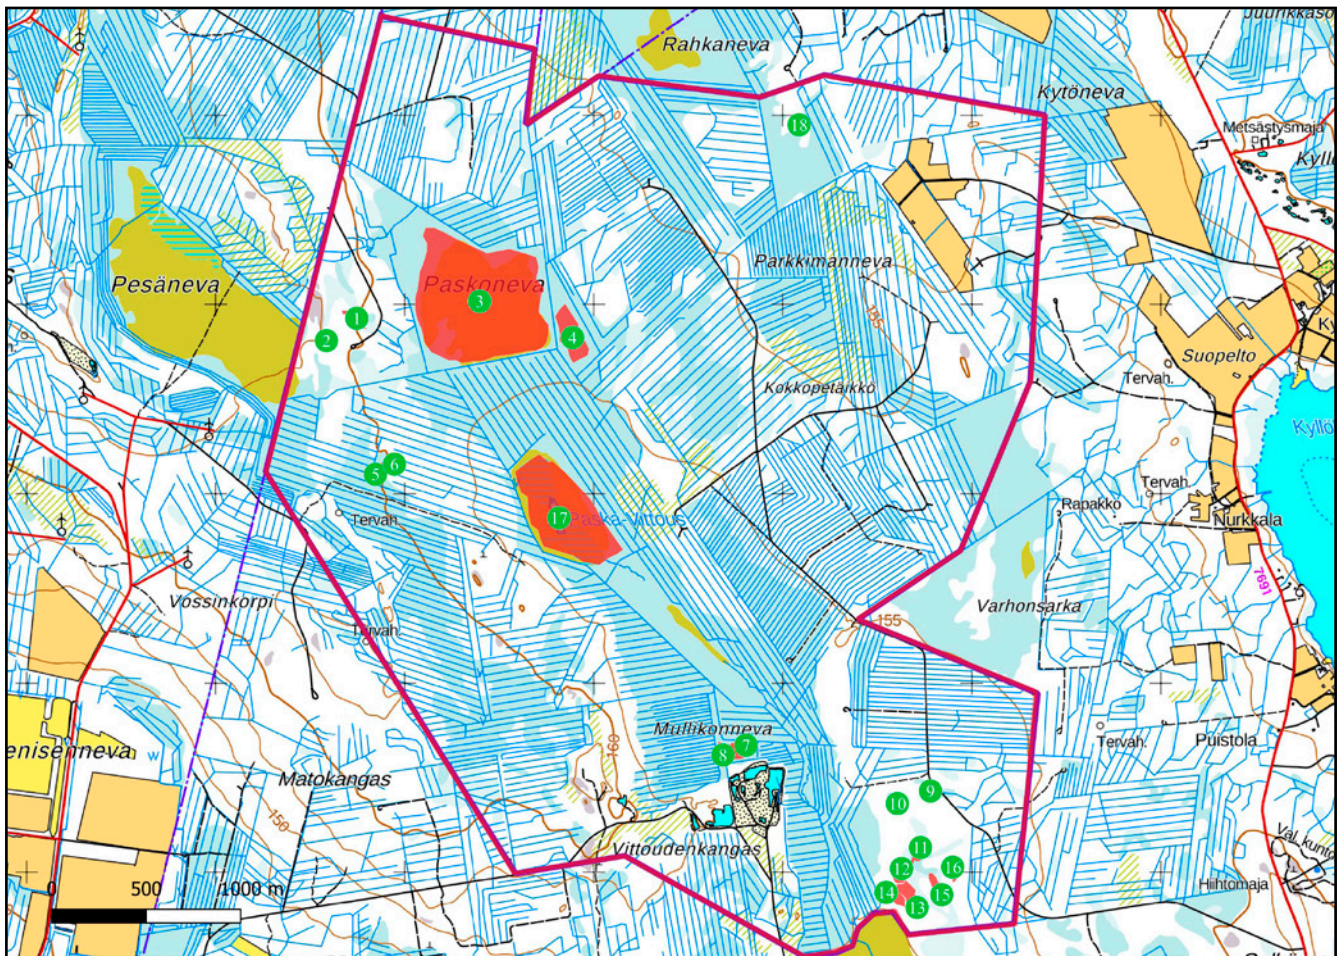 Juurikkaso
Rahkaneva
Kytöneva
Metsästysmaja
Kyll
18
Pesäneva
Paskoneva
Parkkimanneva
3
1
2
4
155
Suopelto
Tervah.
Kokkopetäikkö
Kyllö
5
6
Tervah.
17
Paska-Vittous
Tervah.
Rapakko
Nurkkala
7691
Vossinkorpi
Tervah.
Varhonsarka
155
Mullikonneva
160
7
8
Tervah.
Puistola
enisenneva
W
Matokangas
150
9
10
Vittoudenkangas
11
12
16
14
15
13
Val.kunto
Hiihtomaja
0
500
1000 m